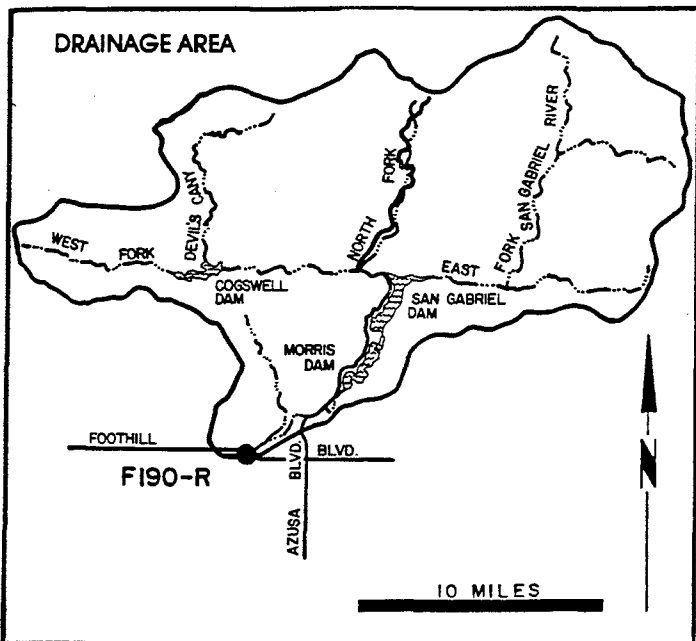 DRAINAGE AREA
RIVER
SAN GABRIEL
FORK
FORK
NORTH
DEVILS CANY
WEST FORK
EAST
COGSWELL
DAM
SAN GABRIEL
DAM
MORRIS
DAM
FOOTHILL
BLVD.
F190-R
AZUSA BLVD.
N
10 MILES